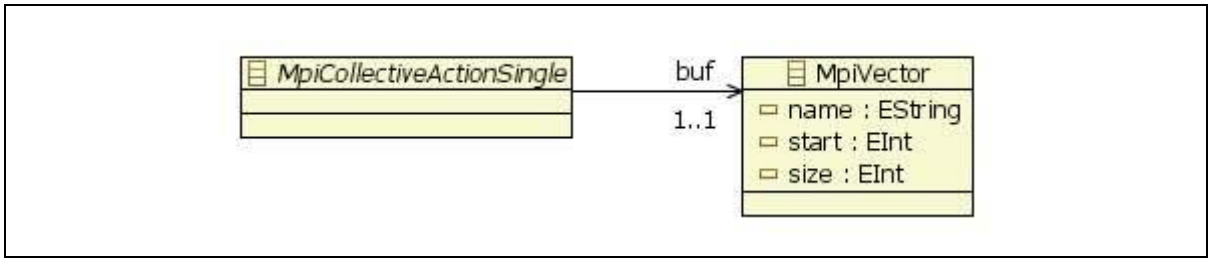 MpiCollectiveActionSingle
buf
1..1
MpiVector
name : EString
start : EInt
size : EInt